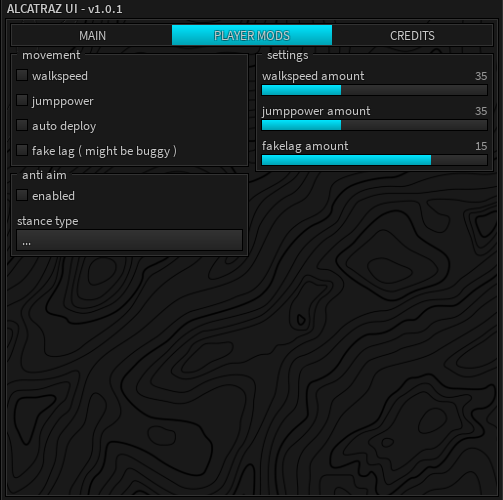 ALCATRAZ UI - v1.0.1
MAIN PLAYER MODS CREDITS
movement
walkspeed
jumppower
auto deploy
fake lag ( might be buggy )
anti aim
enabled
stance type
...
settings
walkspeed amount 35
jumppower amount 35
fakelag amount 15